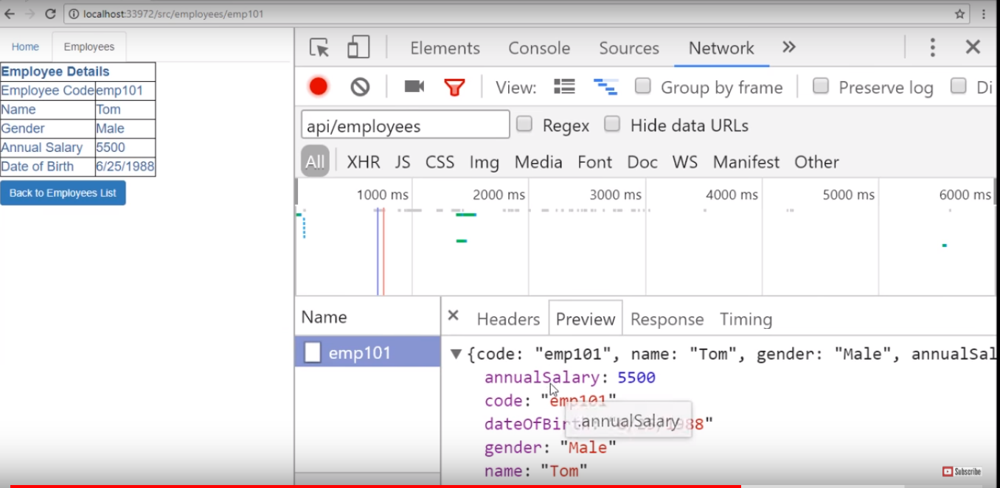 localhost:33972/src/employees/emp101
Home Employees
Employee Details
Employee Code emp101
Name Tom
Gender Male
Annual Salary 5500
Date of Birth 6/25/1988
Back to Employees List
Elements Console Sources Network
View: Group by frame Preserve log Di
api/employees Regex Hide data URLs
All XHR JS CSS Img Media Font Doc WS Manifest Other
1000 ms 2000 ms 3000 ms 4000 ms 5000 ms 6000 ms
Name
emp101
Headers Preview Response Timing
{code: "emp101", name: "Tom", gender: "Male", annualSal
annualSalary: 5500
code: "emp101"
dateOfBirth: "6/25/1988"
.annualSalary
gender: "Male"
name: "Tom"
Subscribe